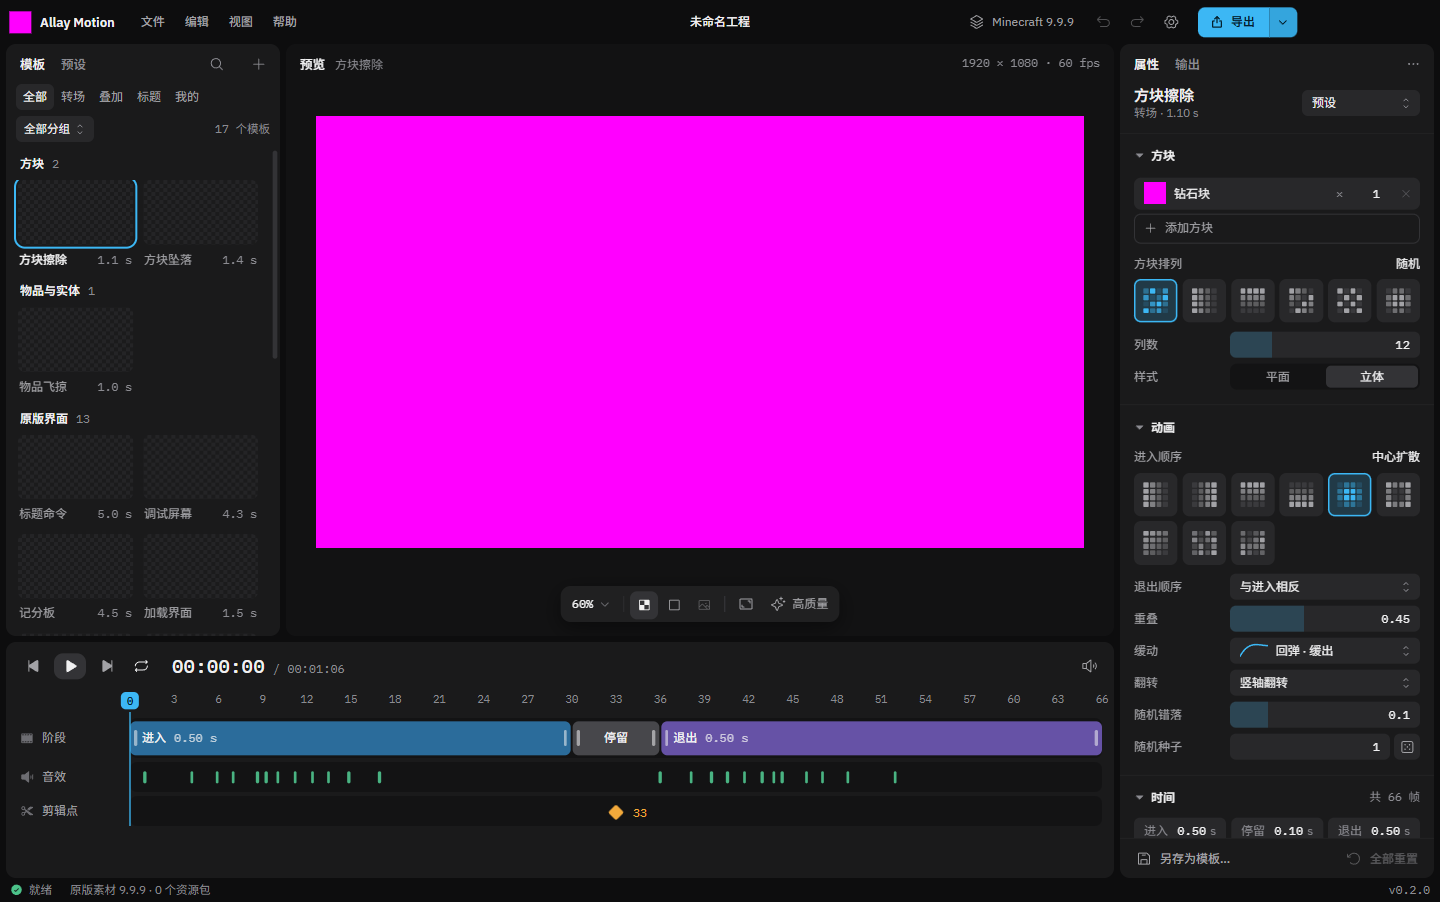 Allay Motion 文件 编辑 视图 帮助 未命名工程 Minecraft 9.9.9 导出
模板 预设
全部 转场 叠加 标题 我的
全部分组 17 个模板
方块 2
方块擦除 1.1 s 方块坠落 1.4 s
物品与实体 1
物品飞掠 1.0 s
原版界面 13
标题命令 5.0 s 调试屏幕 4.3 s
记分板 4.5 s 加载界面 1.5 s
预览 方块擦除 1920 × 1080 · 60 fps
60% 高质量
属性 输出
方块擦除
转场 · 1.10 s
预设
方块
钻石块 × 1 ×
添加方块
方块排列 随机
列数 12
样式 平面 立体
动画
进入顺序 中心扩散
退出顺序 与进入相反
重叠 0.45
缓动 回弹 · 缓出
翻转 竖轴翻转
随机错落 0.1
随机种子 1
时间 共 66 帧
进入 0.50 s 停留 0.10 s 退出 0.50 s
另存为模板... 全部重置
00:00:00 / 00:01:06
0 3 6 9 12 15 18 21 24 27 30 33 36 39 42 45 48 51 54 57 60 63 66
阶段 进入 0.50 s 停留 退出 0.50 s
音效
剪辑点 33
就绪 原版素材 9.9.9 · 0 个资源包 v0.2.0